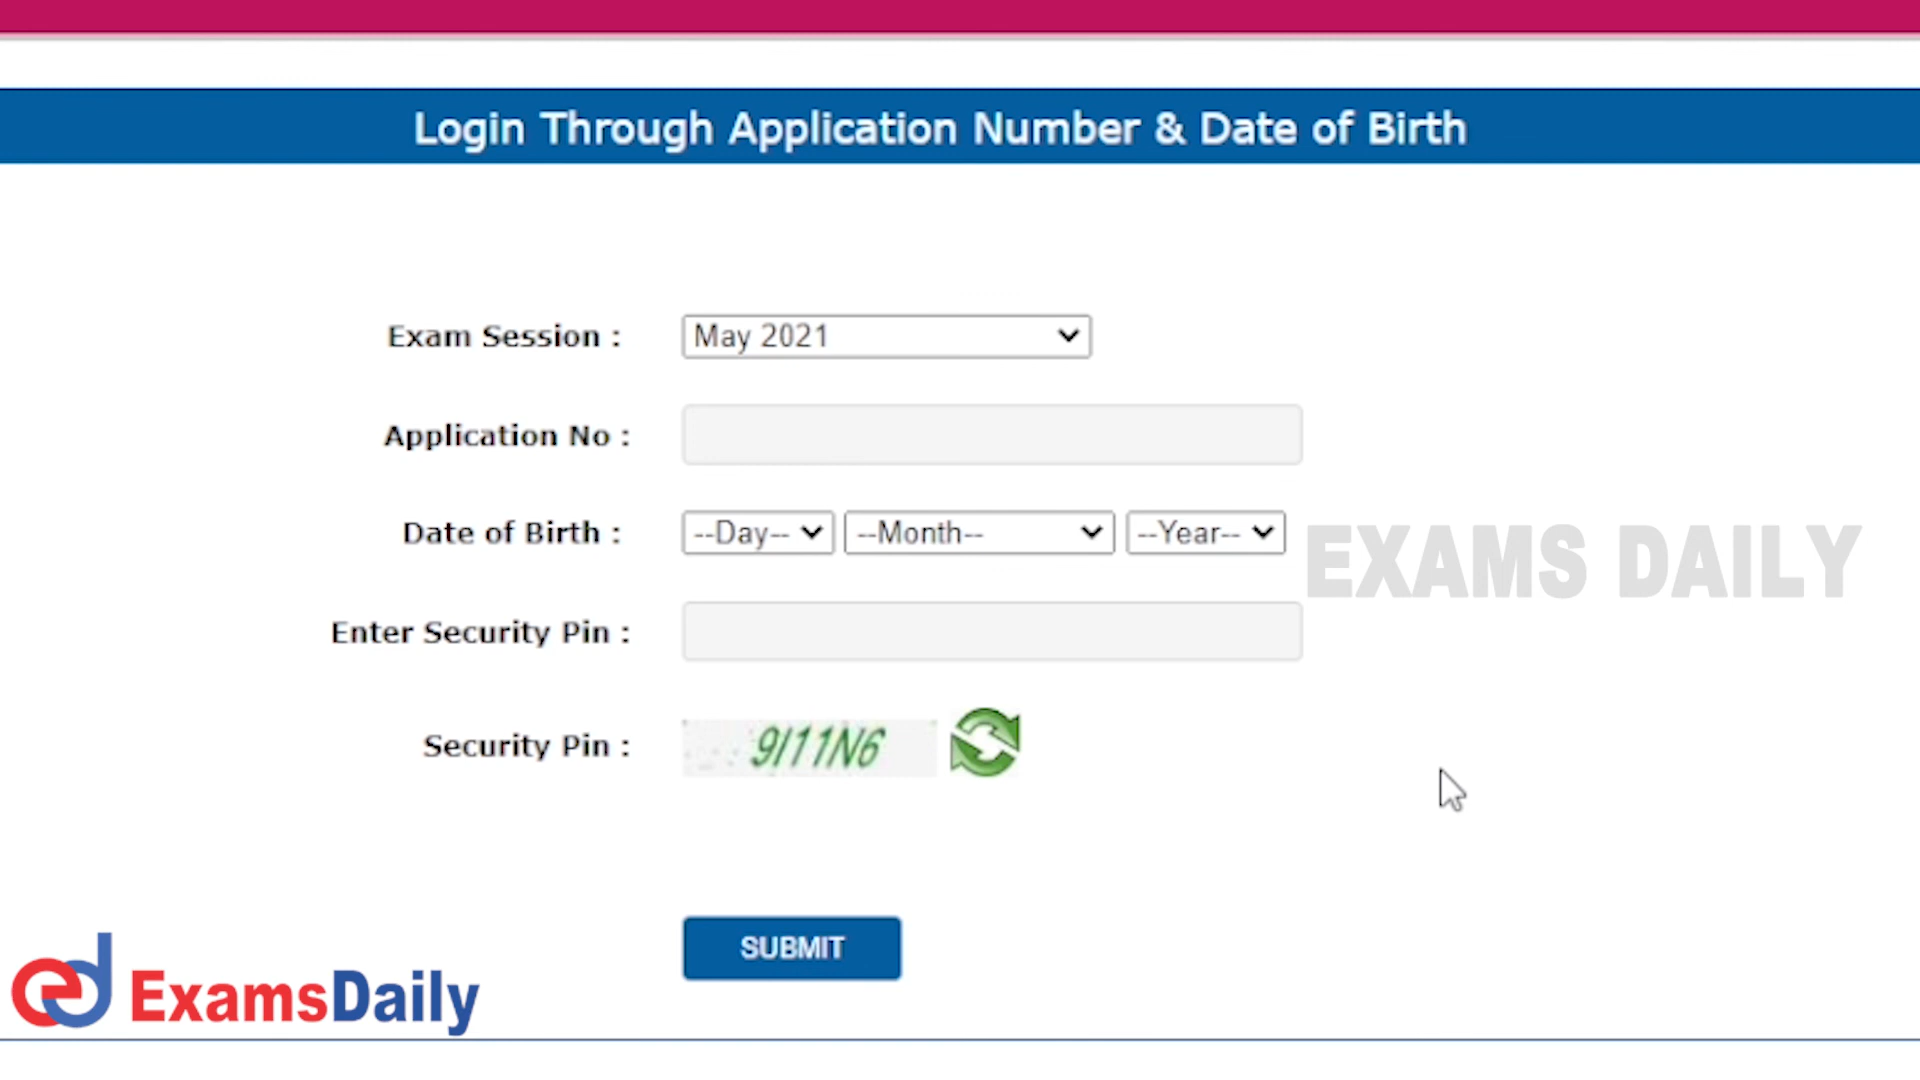 Login Through Application Number & Date of Birth
Exam Session : May 2021
Application No :
Date of Birth : --Day-- --Month-- --Year--
EXAMS DAILY
Enter Security Pin :
Security Pin : 9I11N6
SUBMIT
ed ExamsDaily